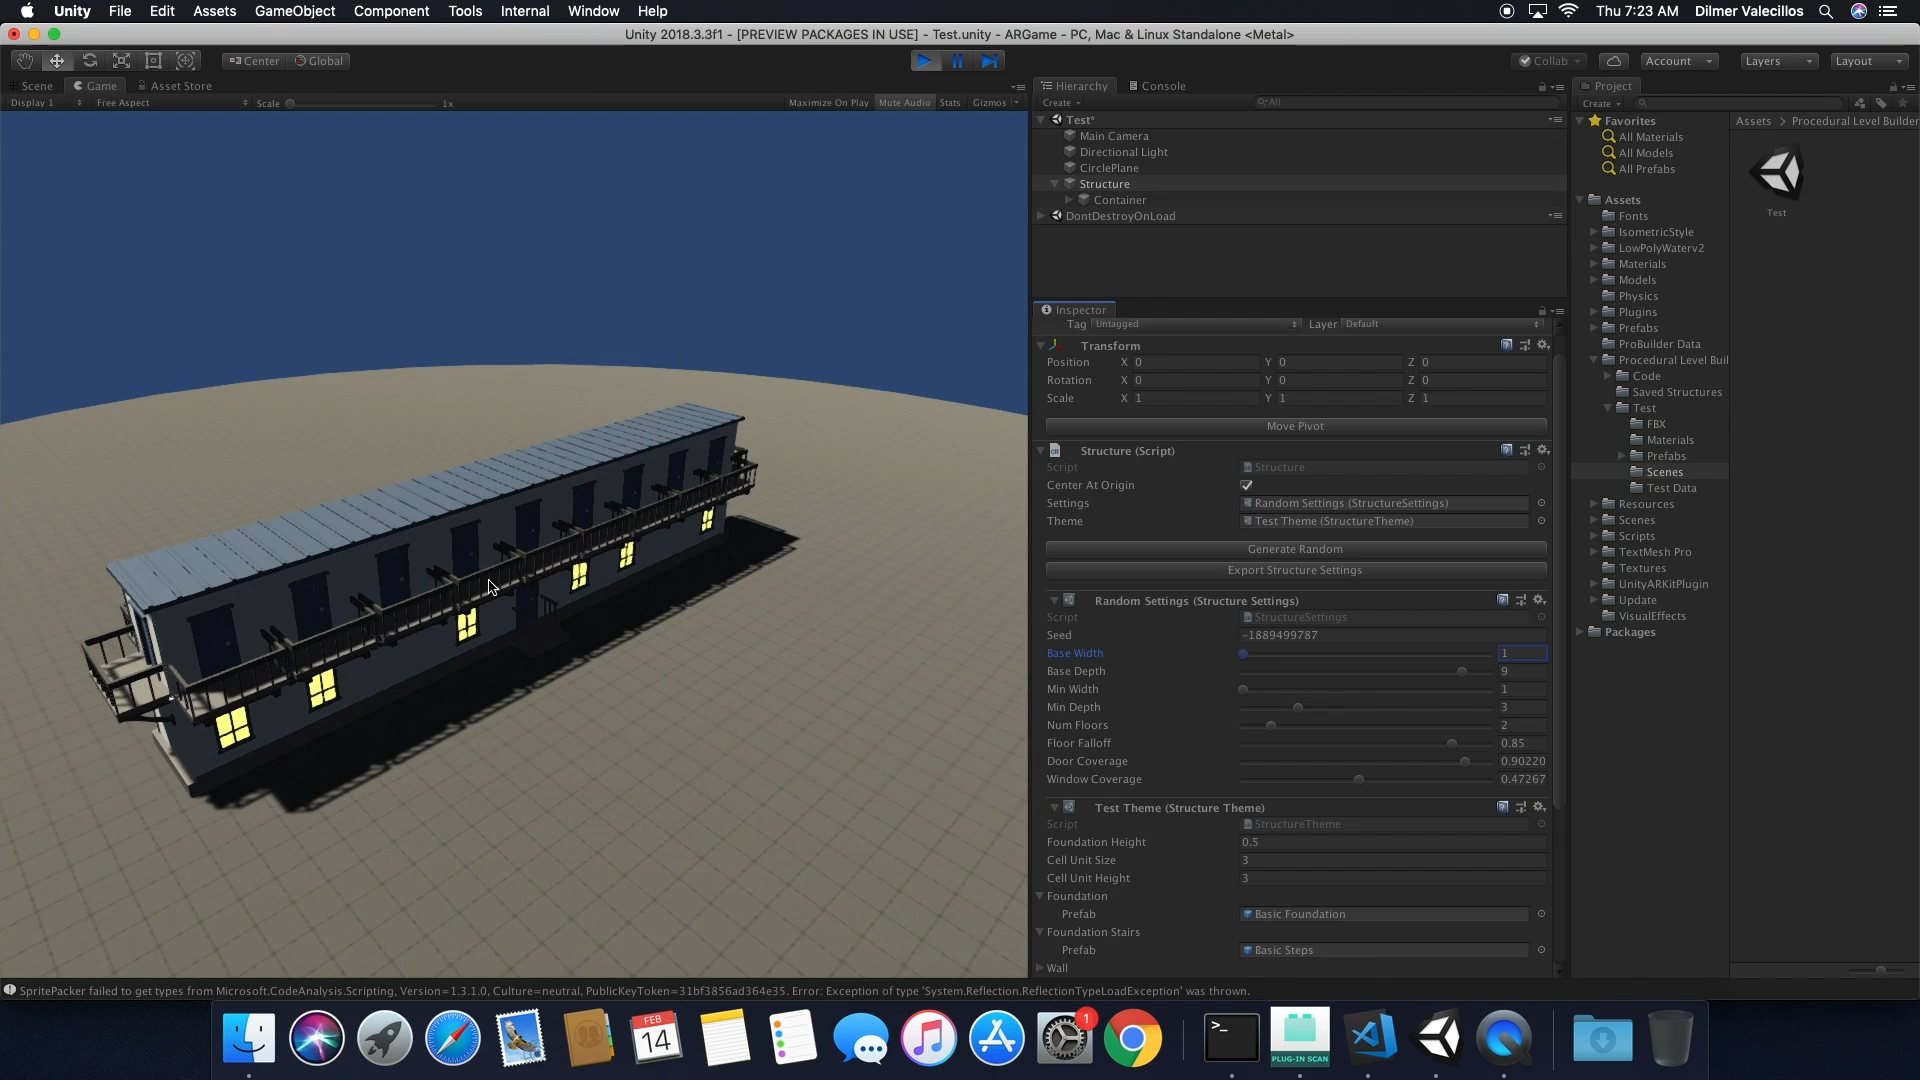 Unity File Edit Assets GameObject Component Tools Internal Window Help Thu 7:23 AM Dilmer Valecillos
Unity 2018.3.3f1 - [PREVIEW PACKAGES IN USE] - Test.unity - ARGame - PC, Mac & Linux Standalone <Metal>
Center Global Collab Account Layers Layout
Scene Game Asset Store
Display 1 Free Aspect Scale 1x Maximize On Play Mute Audio Stats Gizmos
Hierarchy Console
Create All
Test*
Main Camera
Directional Light
CirclePlane
Structure
Container
DontDestroyOnLoad
Inspector
Tag Untagged Layer Default
Transform
Position X 0 Y 0 Z 0
Rotation X 0 Y 0 Z 0
Scale X 1 Y 1 Z 1
Move Pivot
Structure (Script)
Script Structure
Center At Origin
Settings Random Settings (StructureSettings)
Theme Test Theme (StructureTheme)
Generate Random
Export Structure Settings
Random Settings (Structure Settings)
Script StructureSettings
Seed -1889499787
Base Width 1
Base Depth 9
Min Width 1
Min Depth 3
Num Floors 2
Floor Falloff 0.85
Door Coverage 0.90220
Window Coverage 0.47267
Test Theme (Structure Theme)
Script StructureTheme
Foundation Height 0.5
Cell Unit Size 3
Cell Unit Height 3
Foundation
Prefab Basic Foundation
Foundation Stairs
Prefab Basic Steps
Wall
Project
Create
Favorites
All Materials
All Models
All Prefabs
Assets
Fonts
IsometricStyle
LowPolyWaterv2
Materials
Models
Physics
Plugins
Prefabs
ProBuilder Data
Procedural Level Buil
Code
Saved Structures
Test
FBX
Materials
Prefabs
Scenes
Test Data
Resources
Scenes
Scripts
TextMesh Pro
Textures
UnityARKitPlugin
Update
VisualEffects
Packages
Assets > Procedural Level Builder
Test
SpritePacker failed to get types from Microsoft.CodeAnalysis.Scripting, Version=1.3.1.0, Culture=neutral, PublicKeyToken=31bf3856ad364e35. Error: Exception of type 'System.Reflection.ReflectionTypeLoadException' was thrown.
FEB
14
1
>_
PLUG-IN SCAN